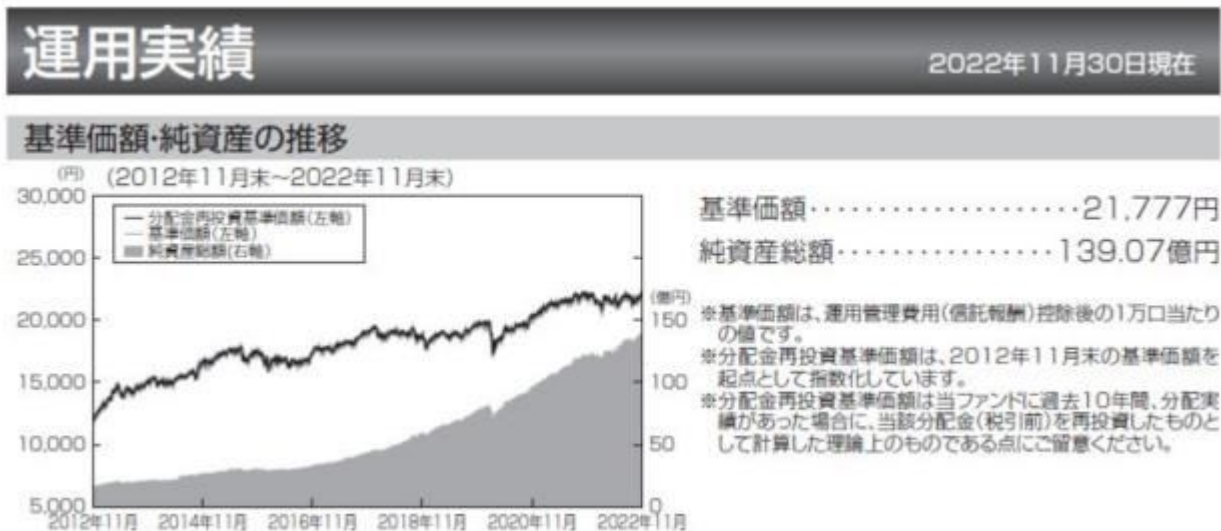 運用実績
2022年11月30日現在
基準価額・純資産の推移
(円)
(2012年11月末~2022年11月末)
30,000
25,000
20,000
15,000
10,000
5,000
分配金再投資基準価額(左軸)
基準価額(左軸)
純資産総額(右軸)
(億円)
150
100
50
0
2012年11月
2014年11月
2016年11月
2018年11月
2020年11月
2022年11月
基準価額・・・・・・・・・・・・・・・・・・・・21,777円
純資産総額・・・・・・・・・・・・・・・・139.07億円
※基準価額は、運用管理費用(信託報酬)控除後の1万口当たり
の値です。
※分配金再投資基準価額は、2012年11月末の基準価額を
起点として指数化しています。
※分配金再投資基準価額は当ファンドに過去10年間、分配実
績があった場合に、当該分配金(税引前)を再投資したものと
して計算した理論上のものである点にご留意ください。